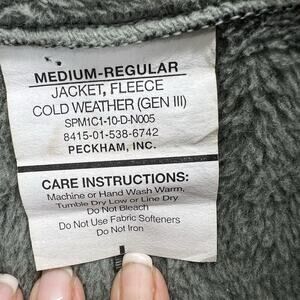 MEDIUM-REGULAR
JACKET, FLEECE
COLD WEATHER (GEN III)
SPM1C1-10-D-N005
8415-01-538-6742
PECKHAM, INC.
CARE INSTRUCTIONS:
Machine or Hand Wash Warm,
Tumble Dry Low or Line Dry
Do Not Bleach
Do Not Use Fabric Softeners
Do Not Iron